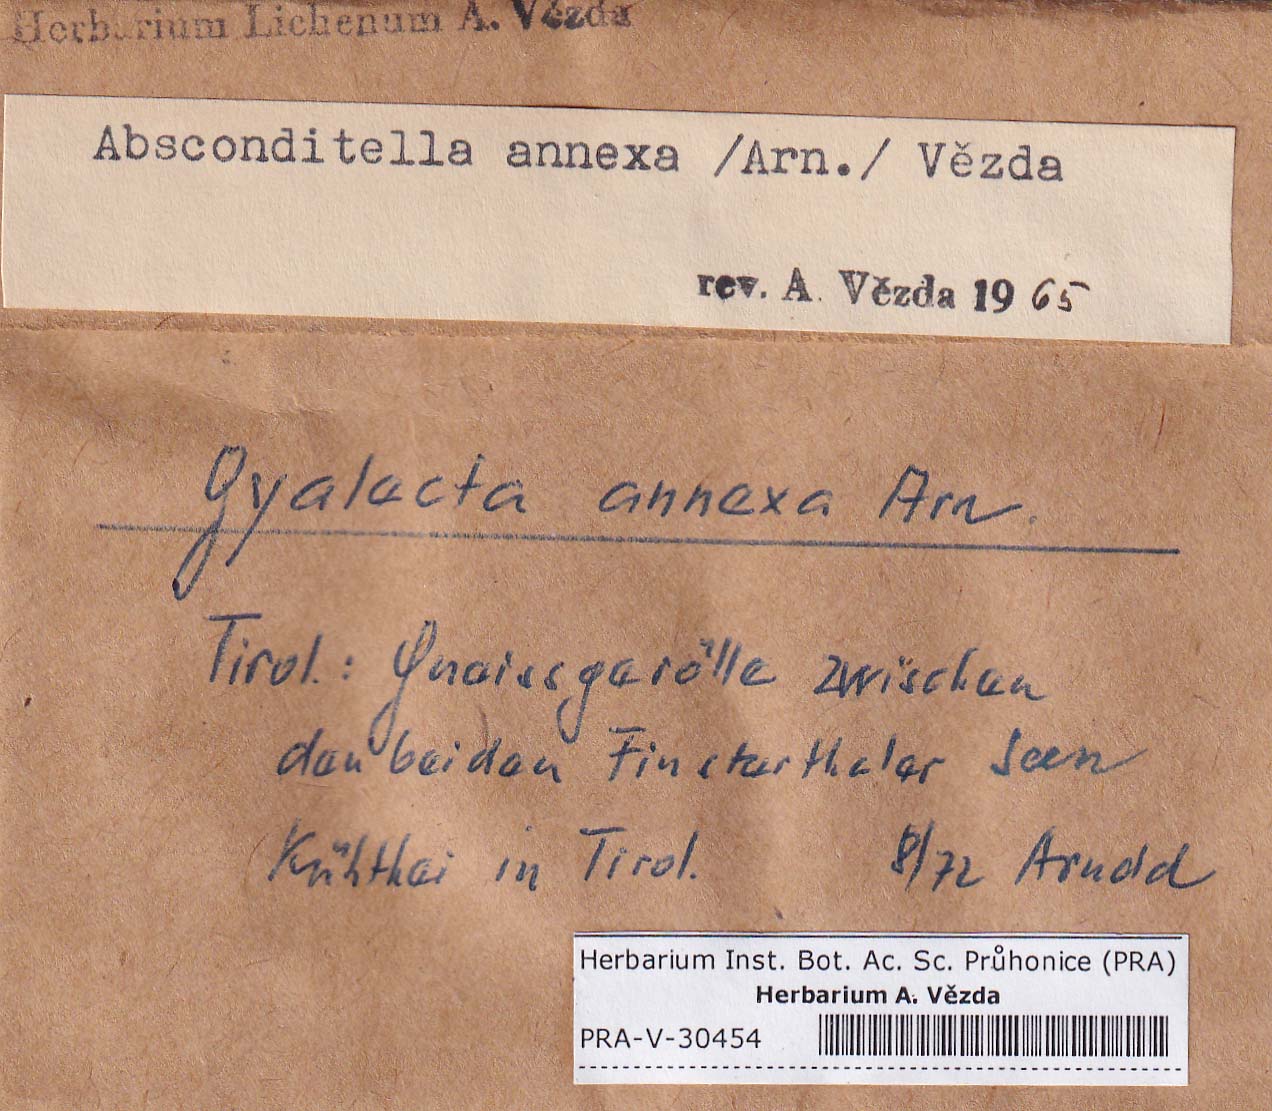 Herbarium Lichenum A. Vězda
Absconditella annexa /Arn./ Vězda
rev. A. Vězda 1965
Gyalecta annexa Arn.
Tirol.: Gneissgerölle zwischen
den beiden Finsterthaler Seen
Kühthei in Tirol. 8/72 Arnold
Herbarium Inst. Bot. Ac. Sc. Průhonice (PRA)
Herbarium A. Vězda
PRA-V-30454